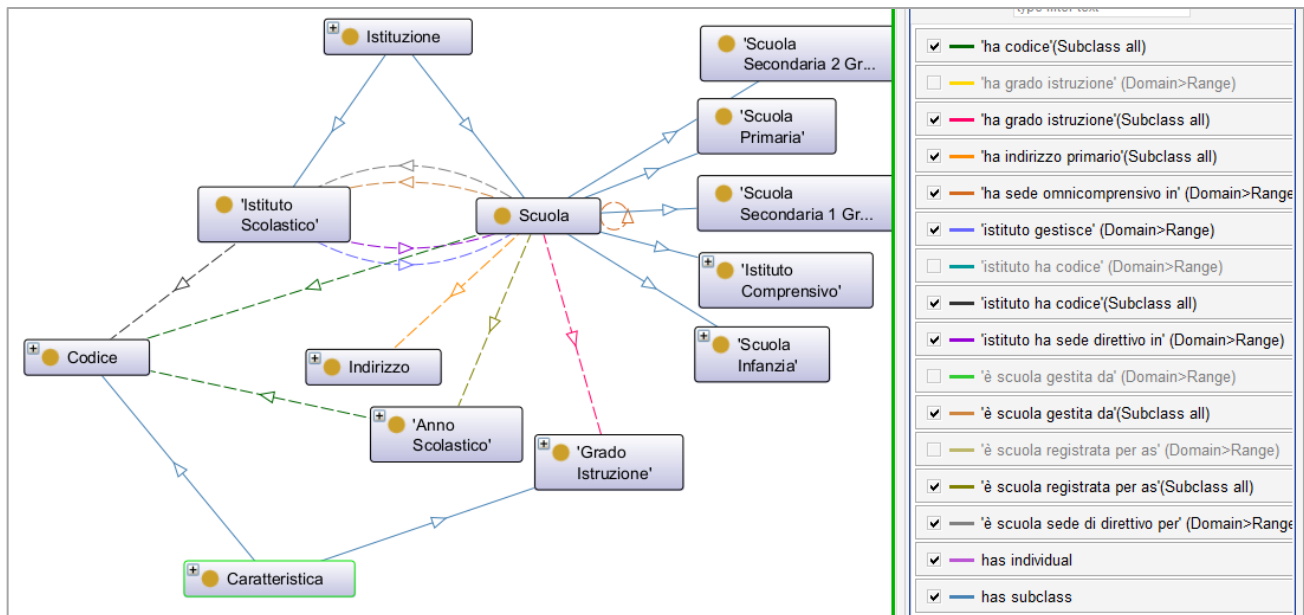 Istituzione
'Scuola
Secondaria 2 Gr...
'Scuola
Primaria'
'Istituto
Scolastico'
Scuola
'Scuola
Secondaria 1 Gr...
'Istituto
Comprensivo'
'Scuola
Infanzia'
Codice
Indirizzo
'Anno
Scolastico'
'Grado
Istruzione'
Caratteristica
type filter text
'ha codice'(Subclass all)
'ha grado istruzione' (Domain>Range)
'ha grado istruzione'(Subclass all)
'ha indirizzo primario'(Subclass all)
'ha sede omnicomprensivo in' (Domain>Range
'istituto gestisce' (Domain>Range)
'istituto ha codice' (Domain>Range)
'istituto ha codice'(Subclass all)
'istituto ha sede direttivo in' (Domain>Range)
'è scuola gestita da' (Domain>Range)
'è scuola gestita da'(Subclass all)
'è scuola registrata per as' (Domain>Range)
'è scuola registrata per as'(Subclass all)
'è scuola sede di direttivo per' (Domain>Range
has individual
has subclass